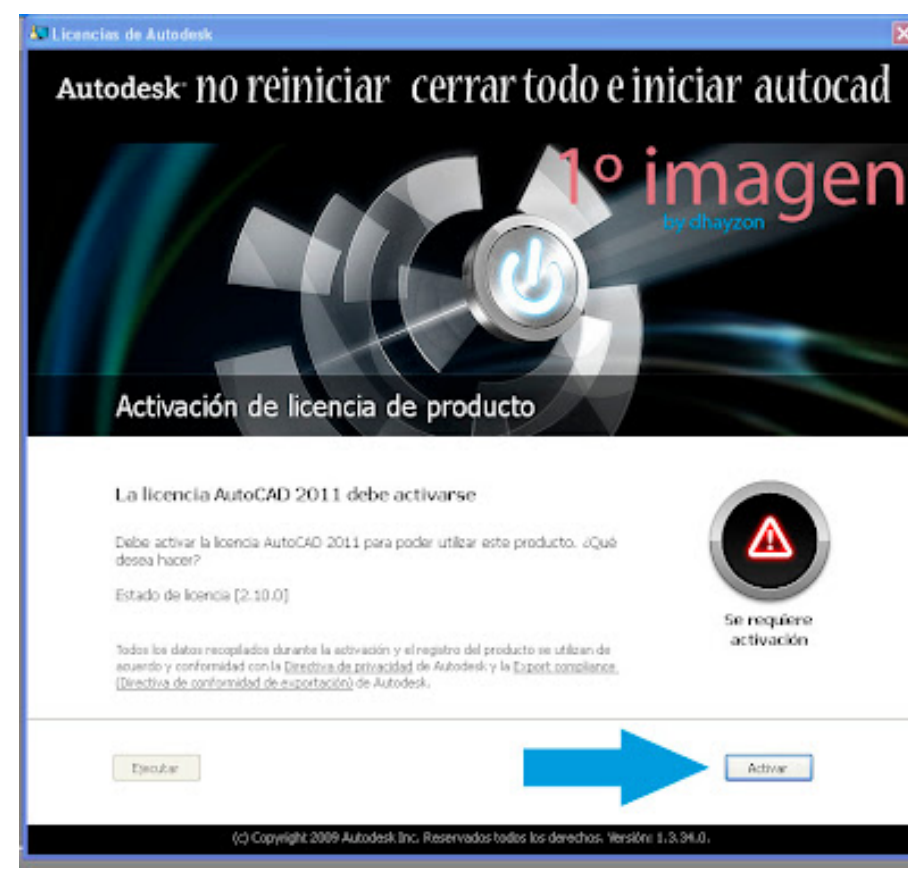 Licencias de Autodesk
Autodesk no reiniciar cerrar todo e iniciar autocad
1º imagen
by dhayzon
Activación de licencia de producto
La licencia AutoCAD 2011 debe activarse
Debe activar la licencia AutoCAD 2011 para poder utilizar este producto. ¿Qué
desea hacer?
Estado de licencia [2.10.0]
Se requiere
activación
Todos los datos recopilados durante la activación y el registro del producto se utilizan de
acuerdo y conformidad con la Directiva de privacidad de Autodesk y la Export compliance
(Directiva de conformidad de exportación) de Autodesk.
Ejecutar
Activar
(c) Copyright 2009 Autodesk Inc. Reservados todos los derechos. Versión: 1.3.34.0.